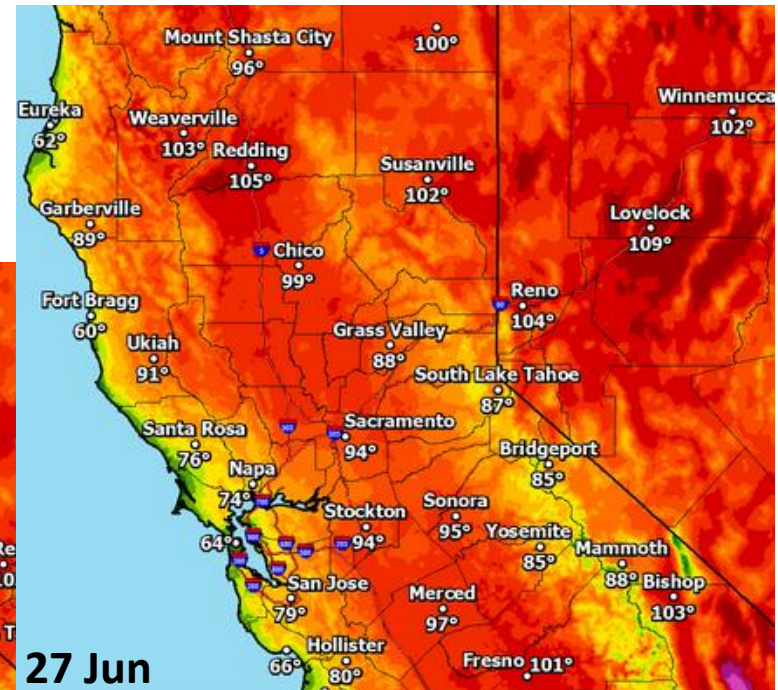 Mount Shasta City
96°
100°
Eureka
62°
Weaverville
103°
Redding
105°
Winnemucca
102°
Susanville
102°
Garberville
89°
Lovelock
109°
5
Chico
99°
Fort Bragg
60°
Reno
80
104°
Ukiah
91°
Grass Valley
88°
South Lake Tahoe
87°
Santa Rosa
76°
Sacramento
94°
Bridgeport
85°
Napa
74°
Stockton
94°
Sonora
95°
Yosemite
85°
64°
Mammoth
88°
Bishop
103°
San Jose
79°
Merced
97°
Hollister
66°
80°
Fresno 101°
27 Jun